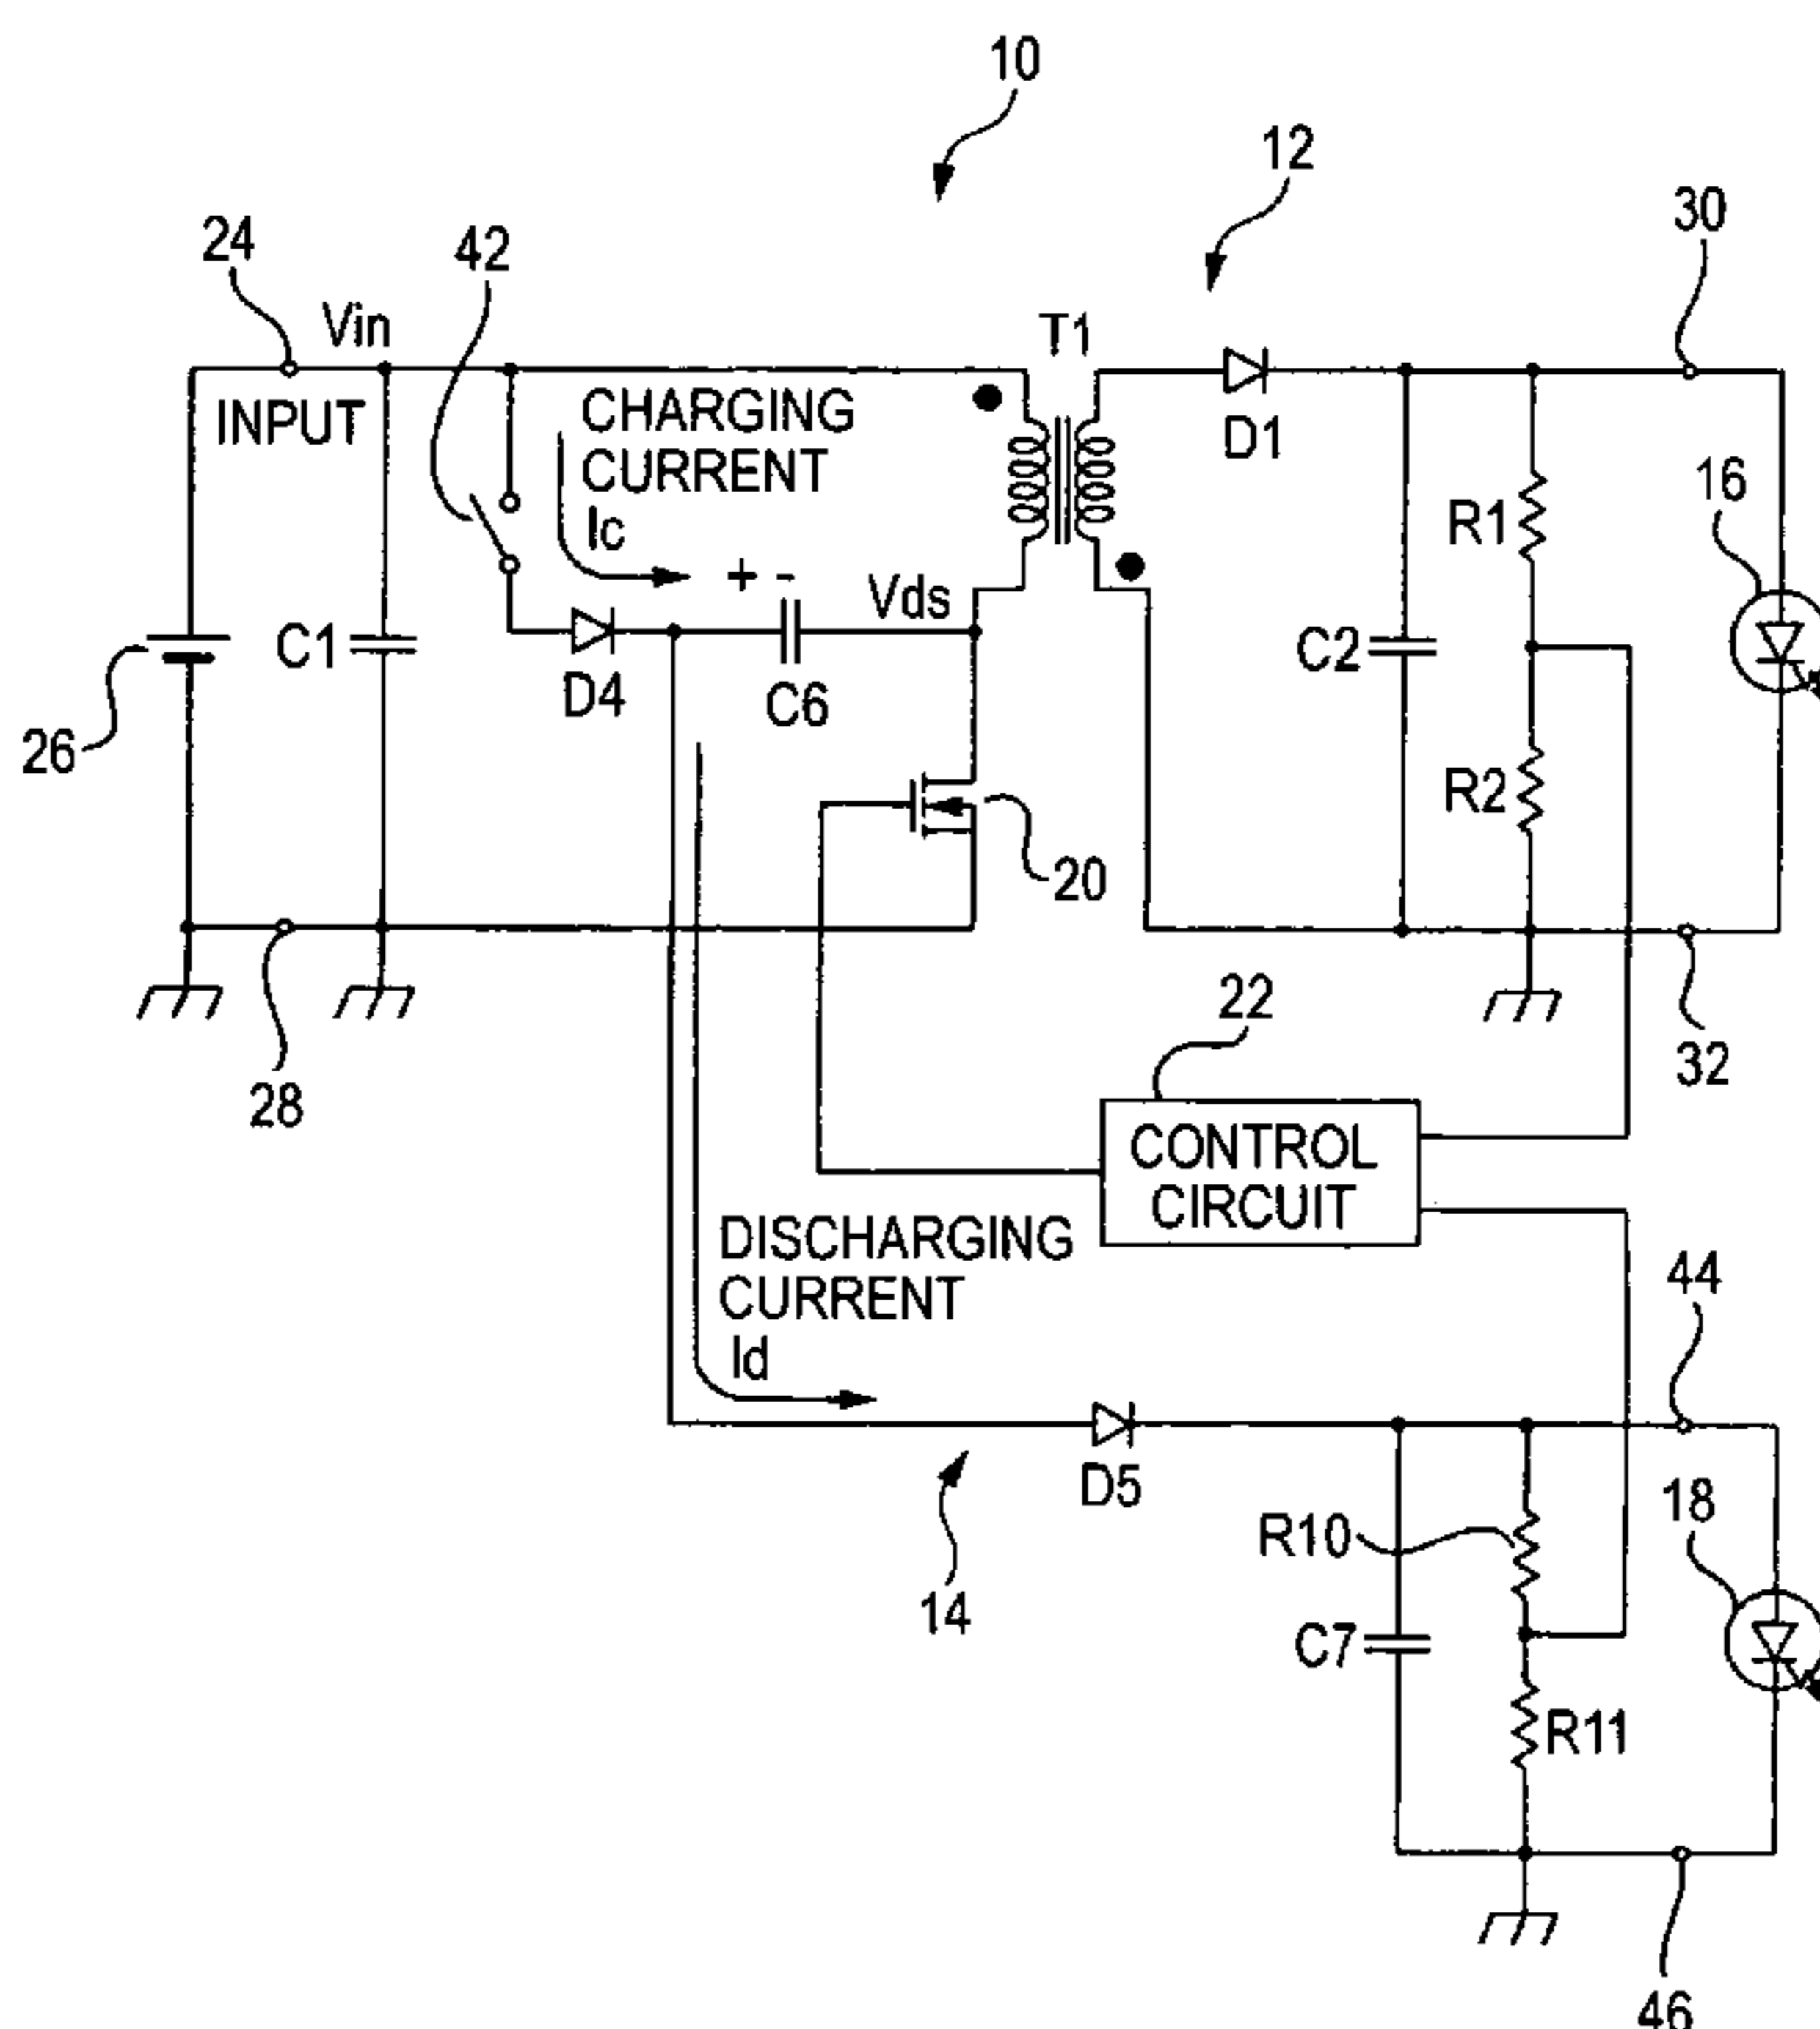 10
12
24
42
30
Vin
T1
INPUT
CHARGING
CURRENT
Ic
D1
16
R1
+ -
Vds
C1
C2
D4
C6
26
R2
20
22
28
32
CONTROL
CIRCUIT
DISCHARGING
CURRENT
Id
44
D5
18
R10
14
C7
R11
46